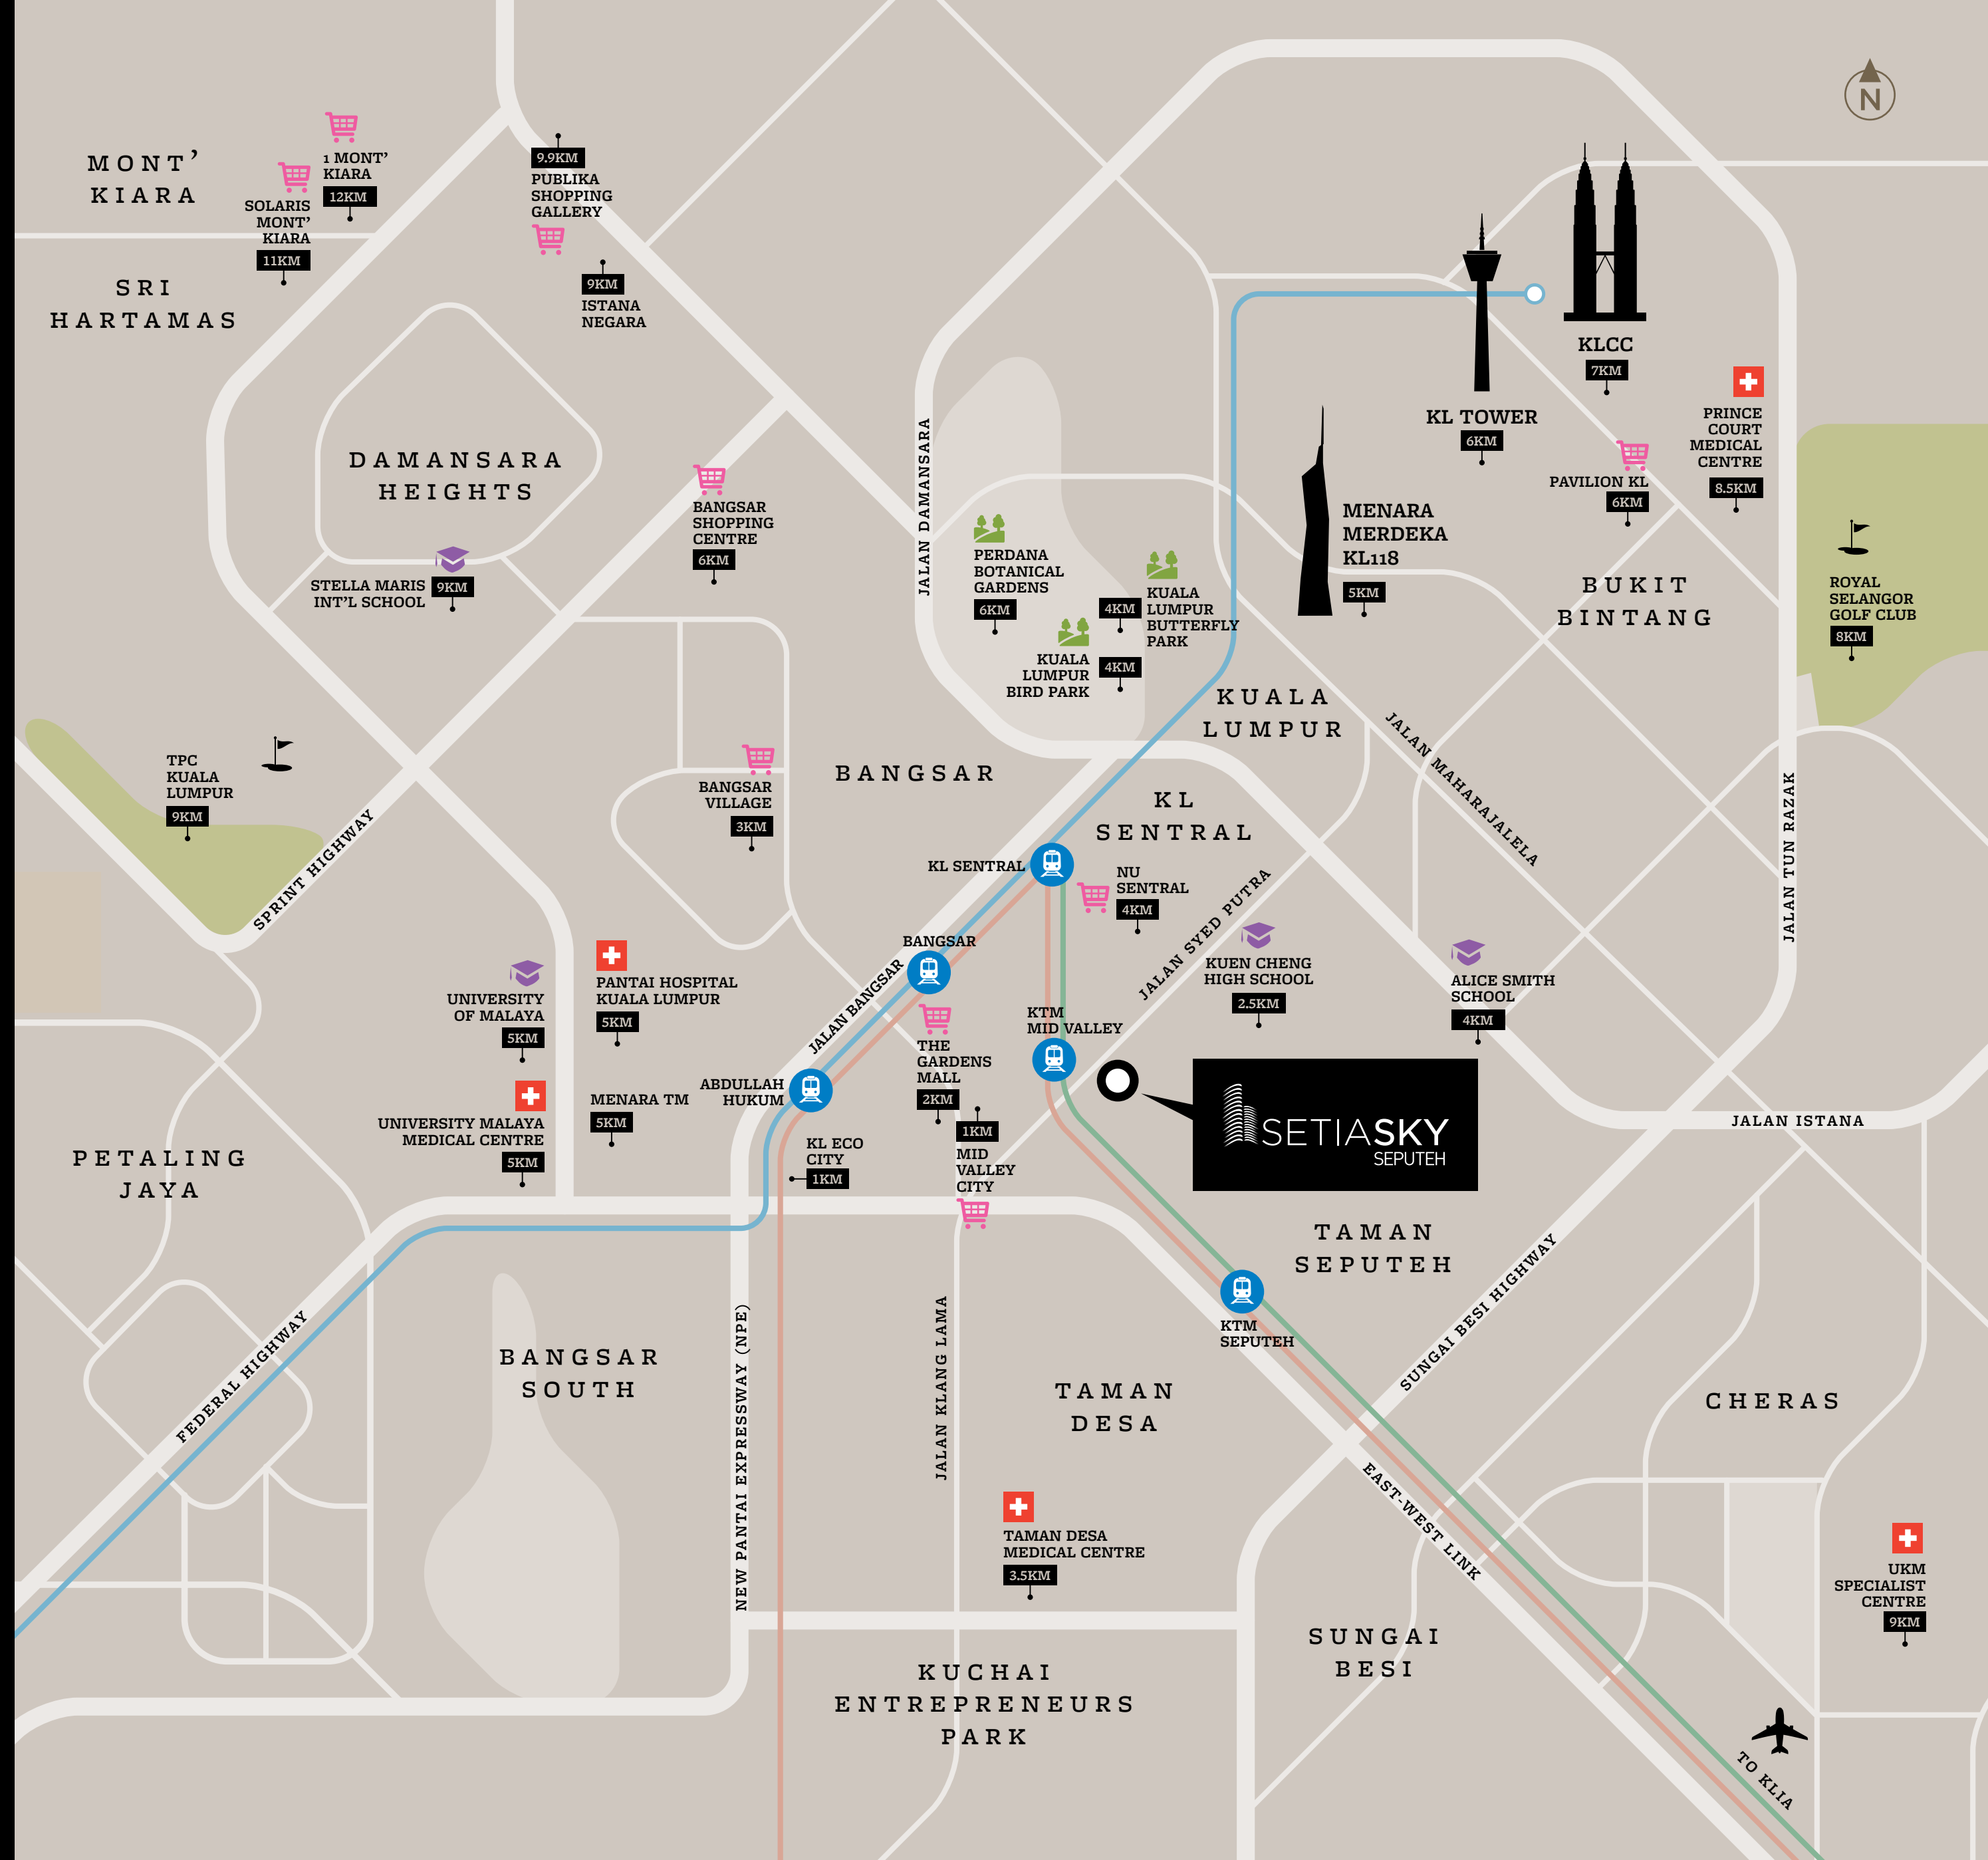 N
MONT'
KIARA
1 MONT'
KIARA
12KM
SOLARIS
MONT'
KIARA
11KM
9.9KM
PUBLIKA
SHOPPING
GALLERY
9KM
ISTANA
NEGARA
SRI
HARTAMAS
KLCC
7KM
KL TOWER
6KM
PRINCE
COURT
MEDICAL
CENTRE
8.5KM
PAVILION KL
6KM
DAMANSARA
HEIGHTS
JALAN DAMANSARA
BANGSAR
SHOPPING
CENTRE
6KM
MENARA
MERDEKA
KL118
5KM
PERDANA
BOTANICAL
GARDENS
6KM
4KM
KUALA
LUMPUR
BUTTERFLY
PARK
KUALA
LUMPUR
BIRD PARK
4KM
STELLA MARIS
INT'L SCHOOL
9KM
BUKIT
BINTANG
ROYAL
SELANGOR
GOLF CLUB
8KM
KUALA
LUMPUR
JALAN MAHARAJALELA
JALAN TUN RAZAK
TPC
KUALA
LUMPUR
9KM
SPRINT HIGHWAY
BANGSAR
VILLAGE
3KM
BANGSAR
KL
SENTRAL
KL SENTRAL
NU
SENTRAL
4KM
JALAN SYED PUTRA
BANGSAR
JALAN BANGSAR
KUEN CHENG
HIGH SCHOOL
2.5KM
ALICE SMITH
SCHOOL
4KM
UNIVERSITY
OF MALAYA
5KM
PANTAI HOSPITAL
KUALA LUMPUR
5KM
KTM
MID VALLEY
THE
GARDENS
MALL
2KM
ABDULLAH
HUKUM
MENARA TM
5KM
UNIVERSITY MALAYA
MEDICAL CENTRE
5KM
KL ECO
CITY
1KM
1KM
MID
VALLEY
CITY
SETIASKY
SEPUTEH
JALAN ISTANA
PETALING
JAYA
TAMAN
SEPUTEH
SUNGAI BESI HIGHWAY
KTM
SEPUTEH
FEDERAL HIGHWAY
BANGSAR
SOUTH
NEW PANTAI EXPRESSWAY (NPE)
JALAN KLANG LAMA
TAMAN
DESA
CHERAS
EAST-WEST LINK
TAMAN DESA
MEDICAL CENTRE
3.5KM
UKM
SPECIALIST
CENTRE
9KM
SUNGAI
BESI
KUCHAI
ENTREPRENEURS
PARK
TO KLIA